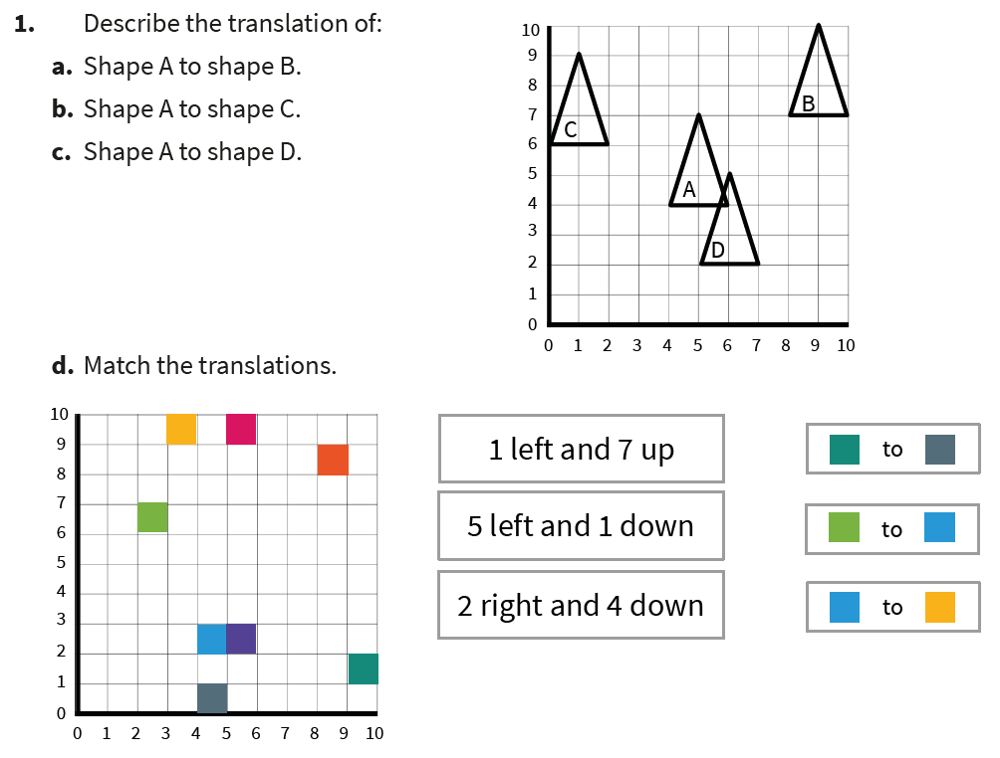 1. Describe the translation of:
a. Shape A to shape B.
b. Shape A to shape C.
c. Shape A to shape D.
10
9
8
7
6
5
4
3
2
1
0
0 1 2 3 4 5 6 7 8 9 10
C
A
D
B
d. Match the translations.
10
9
8
7
6
5
4
3
2
1
0
0 1 2 3 4 5 6 7 8 9 10
1 left and 7 up
5 left and 1 down
2 right and 4 down
to
to
to